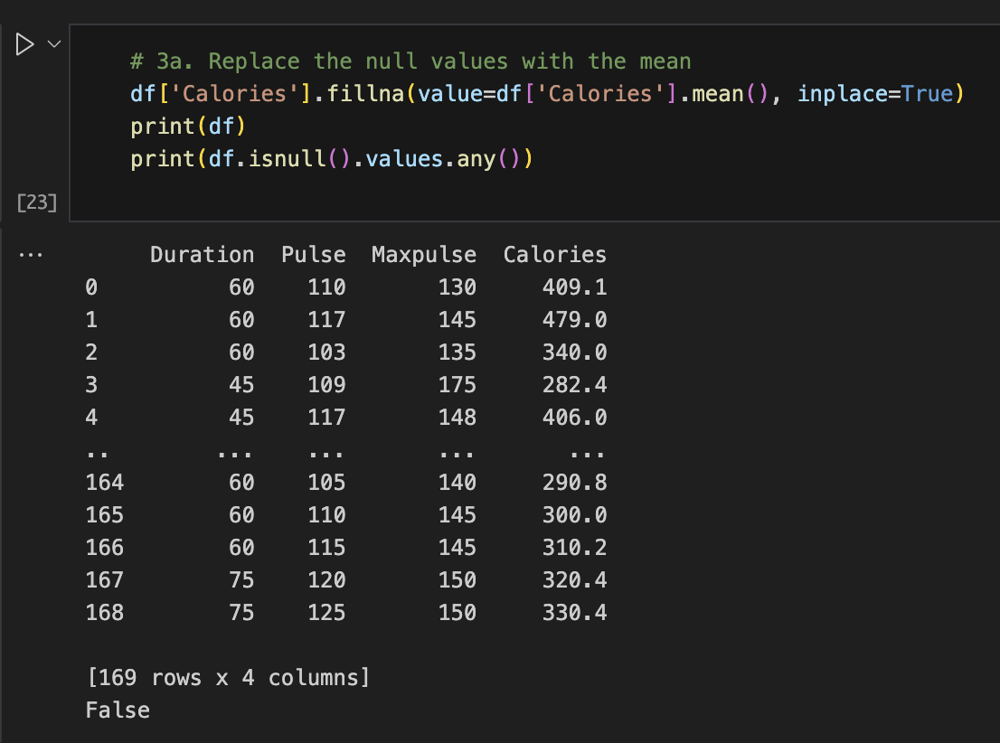 # 3a. Replace the null values with the mean
df['Calories'].fillna(value=df['Calories'].mean(), inplace=True)
print(df)
print(df.isnull().values.any())
[23]
... Duration Pulse Maxpulse Calories
0 60 110 130 409.1
1 60 117 145 479.0
2 60 103 135 340.0
3 45 109 175 282.4
4 45 117 148 406.0
.. ... ... ... ...
164 60 105 140 290.8
165 60 110 145 300.0
166 60 115 145 310.2
167 75 120 150 320.4
168 75 125 150 330.4
[169 rows x 4 columns]
False